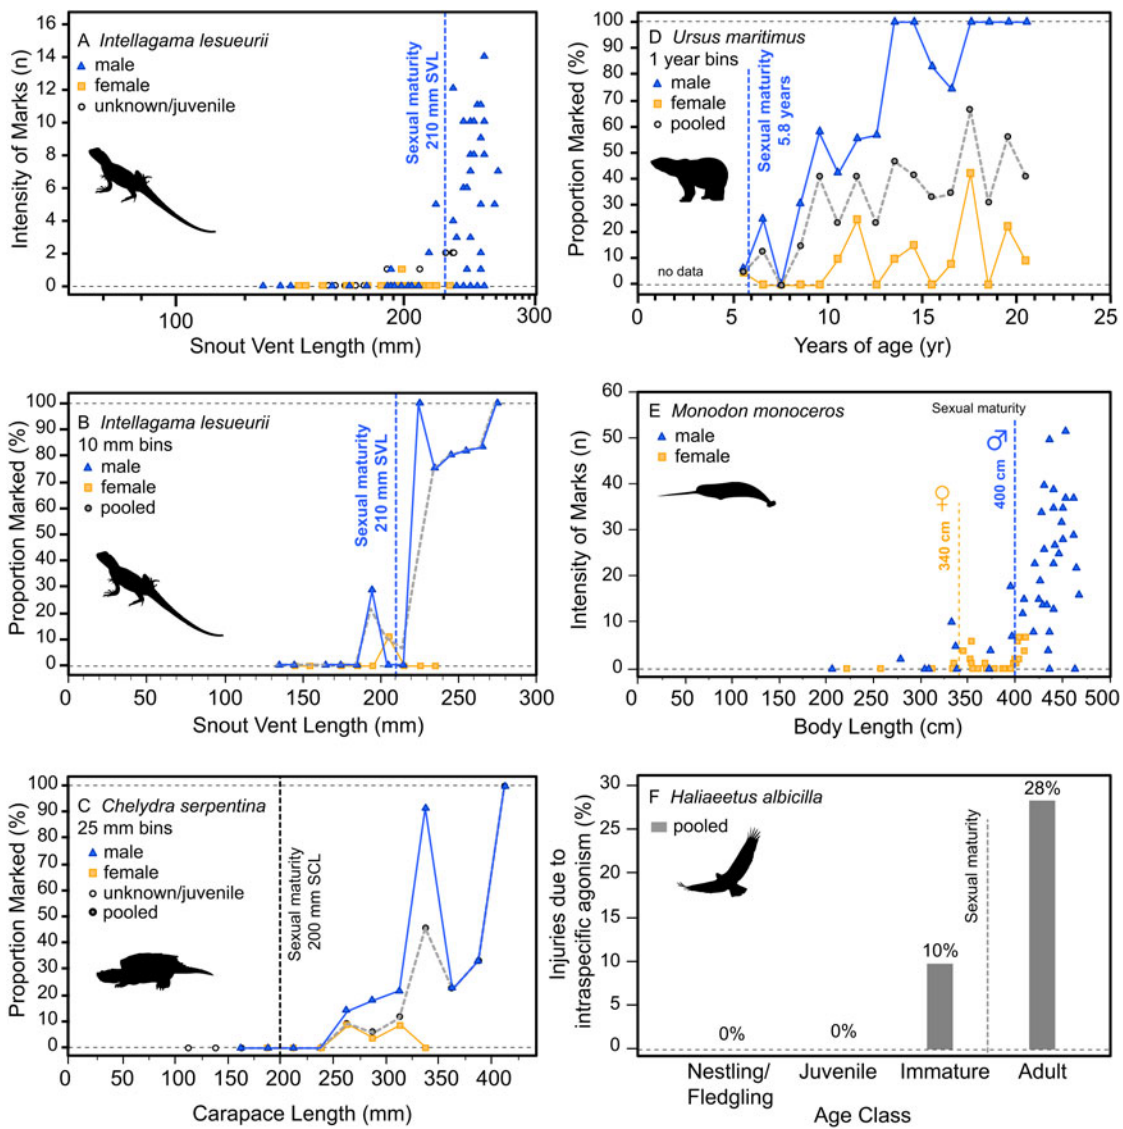 A Intellagama lesueurii
male
female
unknown/juvenile
Sexual maturity
210 mm SVL
Intensity of Marks (n)
16
14
12
10
8
6
4
2
0
100
200
300
Snout Vent Length (mm)
D Ursus maritimus
1 year bins
male
female
pooled
Sexual maturity
5.8 years
no data
Proportion Marked (%)
100
90
80
70
60
50
40
30
20
10
0
0
5
10
15
20
25
Years of age (yr)
B Intellagama lesueurii
10 mm bins
male
female
pooled
Sexual maturity
210 mm SVL
Proportion Marked (%)
100
90
80
70
60
50
40
30
20
10
0
0
50
100
150
200
250
300
Snout Vent Length (mm)
E Monodon monoceros
male
female
Sexual maturity
♀
340 cm
♂
400 cm
Intensity of Marks (n)
60
50
40
30
20
10
0
0
50
100
150
200
250
300
350
400
450
500
Body Length (cm)
C Chelydra serpentina
25 mm bins
male
female
unknown/juvenile
pooled
Sexual maturity
200 mm SCL
Proportion Marked (%)
100
90
80
70
60
50
40
30
20
10
0
0
50
100
150
200
250
300
350
400
Carapace Length (mm)
F Haliaeetus albicilla
pooled
Sexual maturity
Injuries due to
intraspecific agonism (%)
30
25
20
15
10
5
0
0%
0%
10%
28%
Nestling/
Fledgling
Juvenile
Immature
Adult
Age Class